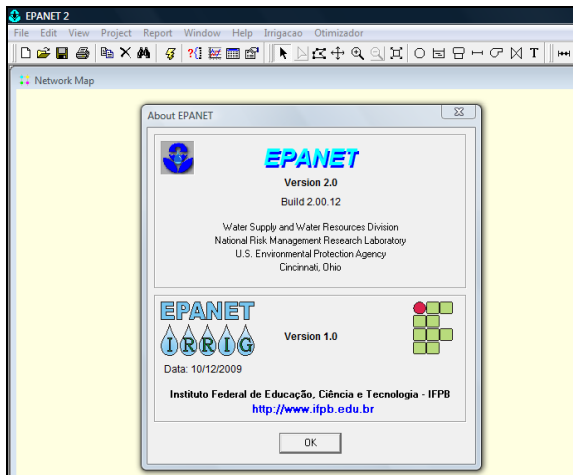 EPANET 2
File Edit View Project Report Window Help Irrigacao Otimizador
T
Network Map
About EPANET
EPANET
Version 2.0
Build 2.00.12
Water Supply and Water Resources Division
National Risk Management Research Laboratory
U.S. Environmental Protection Agency
Cincinnati, Ohio
EPANET
IRRIG
Version 1.0
Data: 10/12/2009
Instituto Federal de Educação, Ciência e Tecnologia - IFPB
http://www.ifpb.edu.br
OK